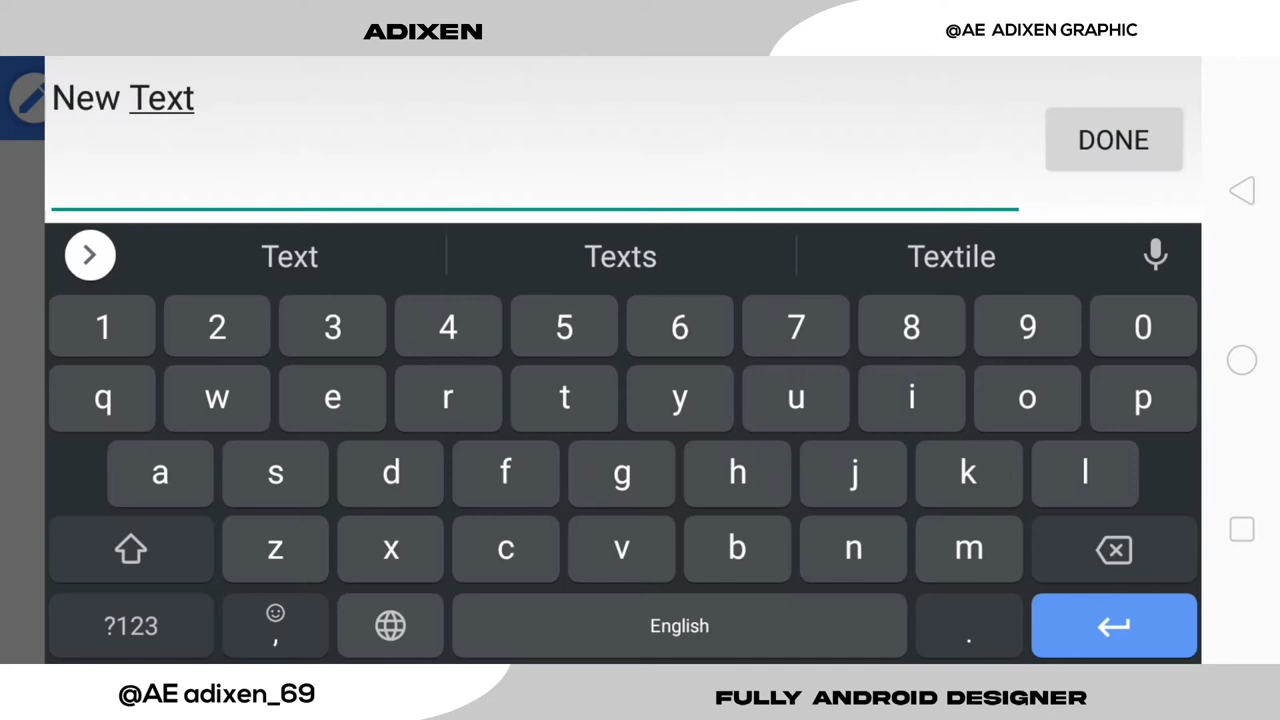 ADIXEN
@AE ADIXEN GRAPHIC
New Text
DONE
Text Texts Textile
1 2 3 4 5 6 7 8 9 0
q w e r t y u i o p
a s d f g h j k l
z x c v b n m
?123 , English .
@AE adixen_69
FULLY ANDROID DESIGNER